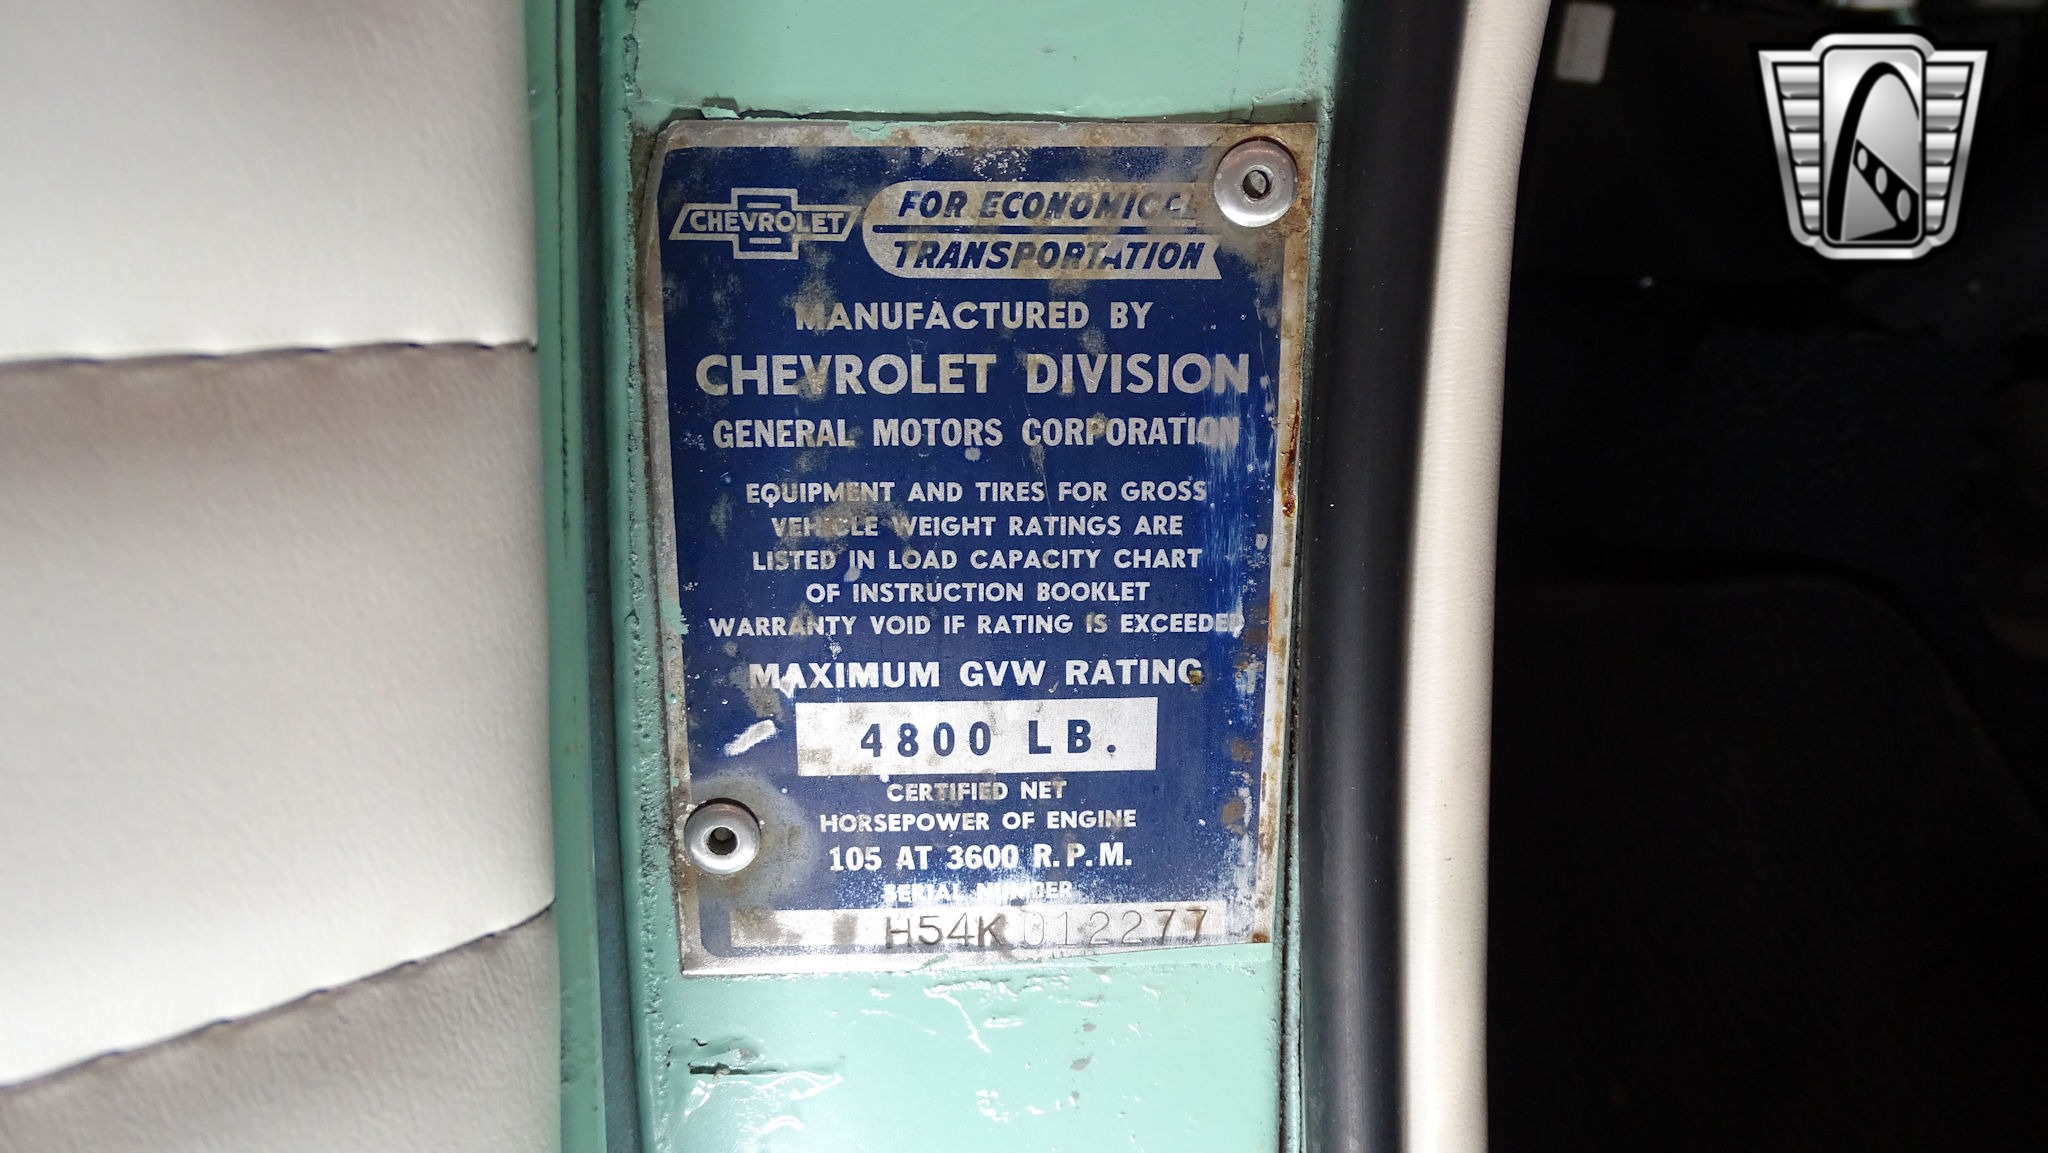 CHEVROLET
FOR ECONOMICAL
TRANSPORTATION
MANUFACTURED BY
CHEVROLET DIVISION
GENERAL MOTORS CORPORATION
EQUIPMENT AND TIRES FOR GROSS
VEHICLE WEIGHT RATINGS ARE
LISTED IN LOAD CAPACITY CHART
OF INSTRUCTION BOOKLET
WARRANTY VOID IF RATING IS EXCEEDED
MAXIMUM GVW RATING
4800 LB.
CERTIFIED NET
HORSEPOWER OF ENGINE
105 AT 3600 R.P.M.
SERIAL NUMBER
H54K012277